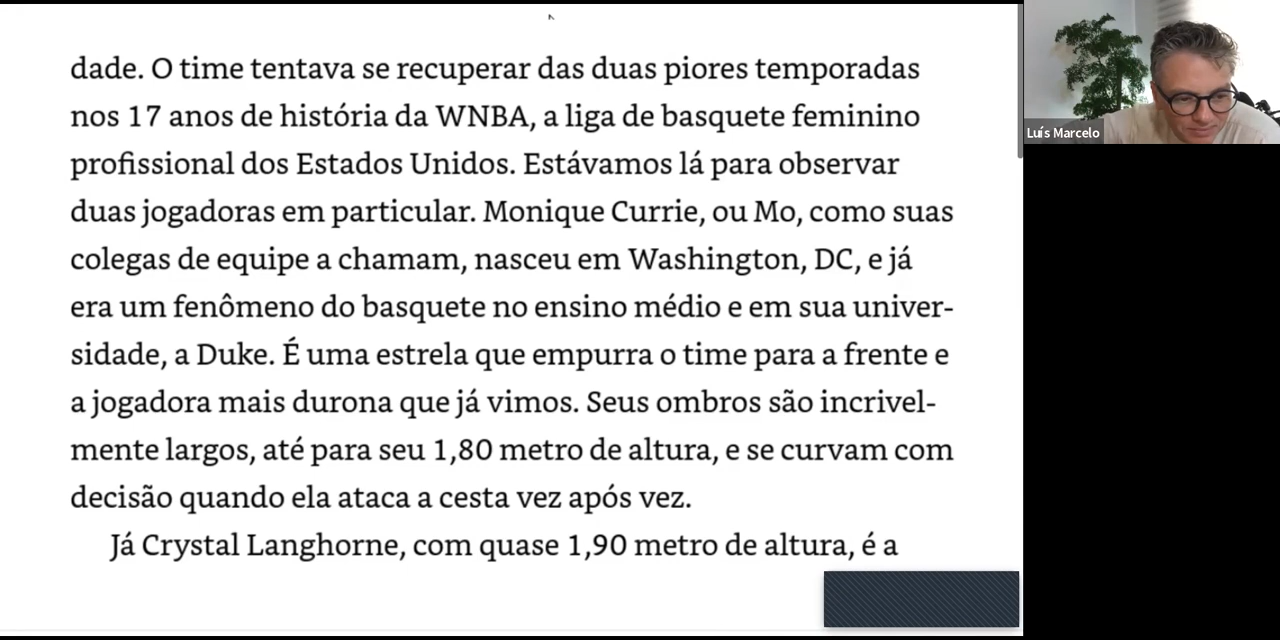 dade. O time tentava se recuperar das duas piores temporadas
nos 17 anos de história da WNBA, a liga de basquete feminino
profissional dos Estados Unidos. Estávamos lá para observar
duas jogadoras em particular. Monique Currie, ou Mo, como suas
colegas de equipe a chamam, nasceu em Washington, DC, e já
era um fenômeno do basquete no ensino médio e em sua univer-
sidade, a Duke. É uma estrela que empurra o time para a frente e
a jogadora mais durona que já vimos. Seus ombros são incrivel-
mente largos, até para seu 1,80 metro de altura, e se curvam com
decisão quando ela ataca a cesta vez após vez.
Já Crystal Langhorne, com quase 1,90 metro de altura, é a
Luís Marcelo